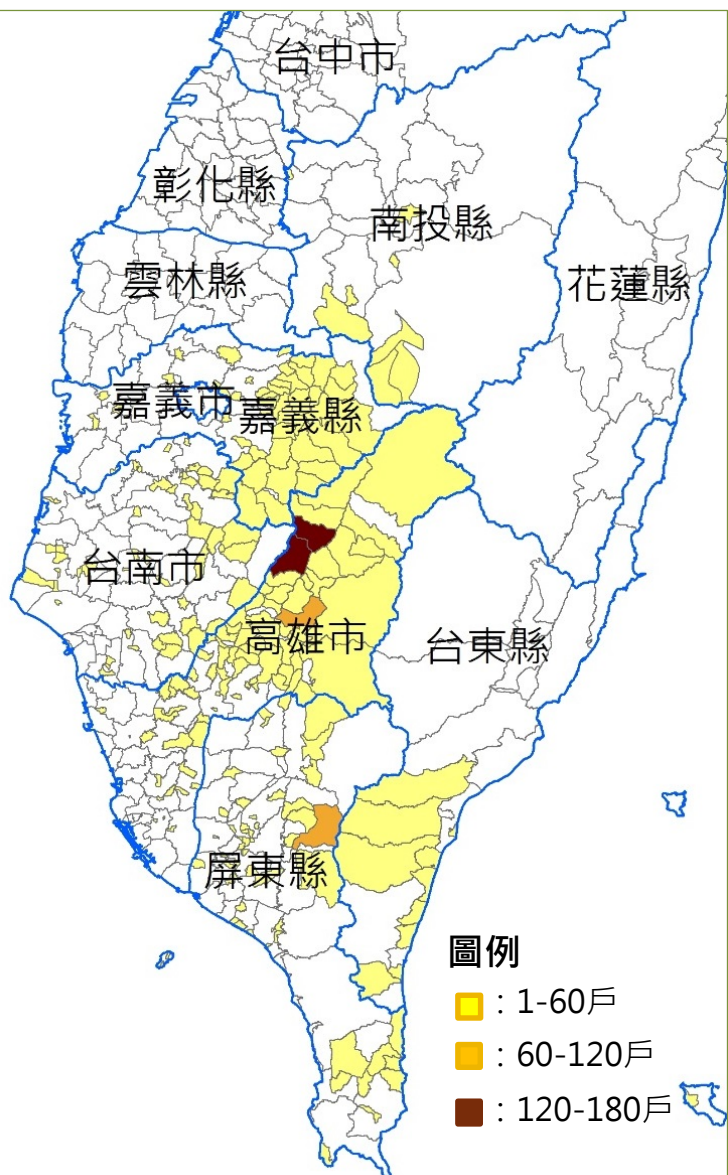 台中市
彰化縣
南投縣
雲林縣
花蓮縣
嘉義市
嘉義縣
台南市
高雄市
台東縣
屏東縣
圖例
：1-60戶
：60-120戶
：120-180戶